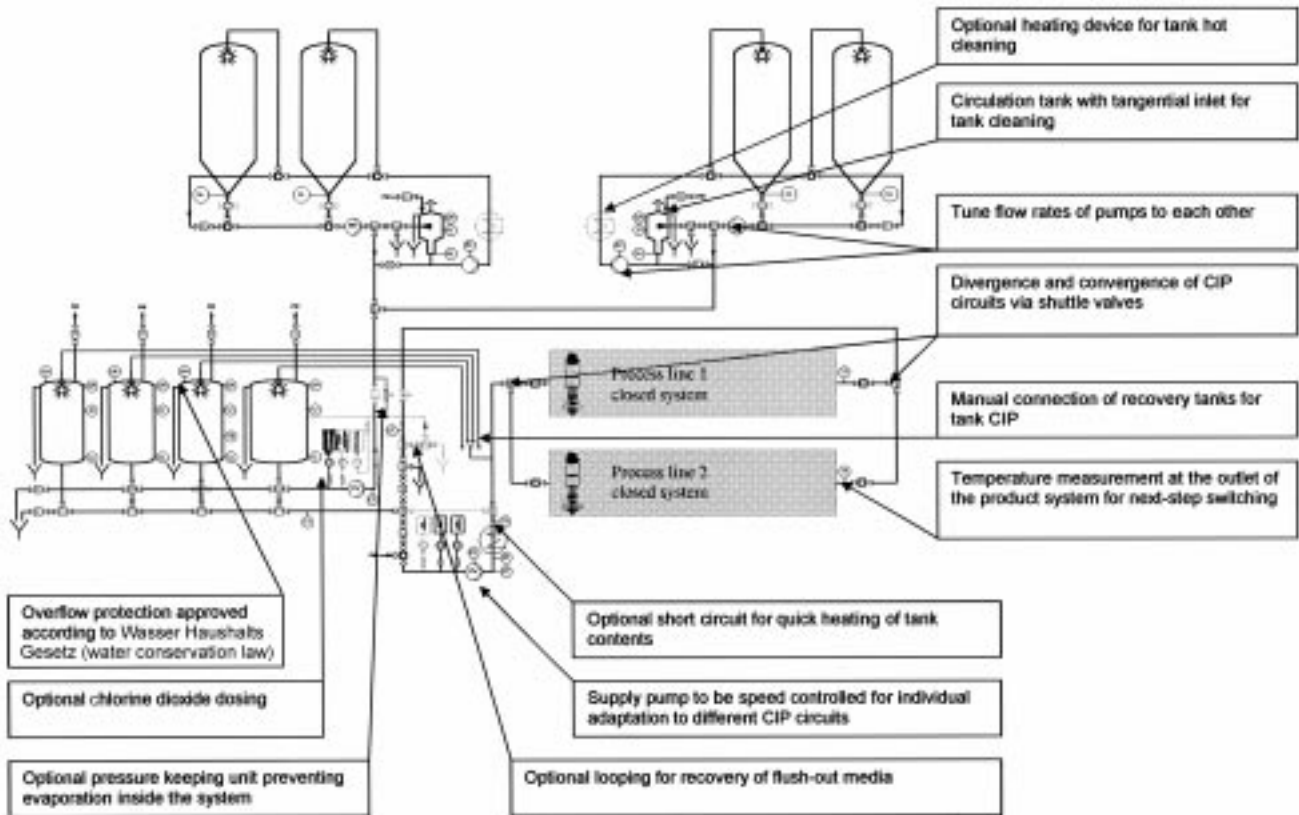 Optional heating device for tank hot
cleaning
Circulation tank with tangential inlet for
tank cleaning
Tune flow rates of pumps to each other
Divergence and convergence of CIP
circuits via shuttle valves
Process line 1
closed system
Manual connection of recovery tanks for
tank CIP
Process line 2
closed system
Temperature measurement at the outlet of
the product system for next-step switching
Overflow protection approved
according to Wasser Haushalts
Gesetz (water conservation law)
Optional short circuit for quick heating of tank
contents
Optional chlorine dioxide dosing
Supply pump to be speed controlled for individual
adaptation to different CIP circuits
Optional pressure keeping unit preventing
evaporation inside the system
Optional looping for recovery of flush-out media